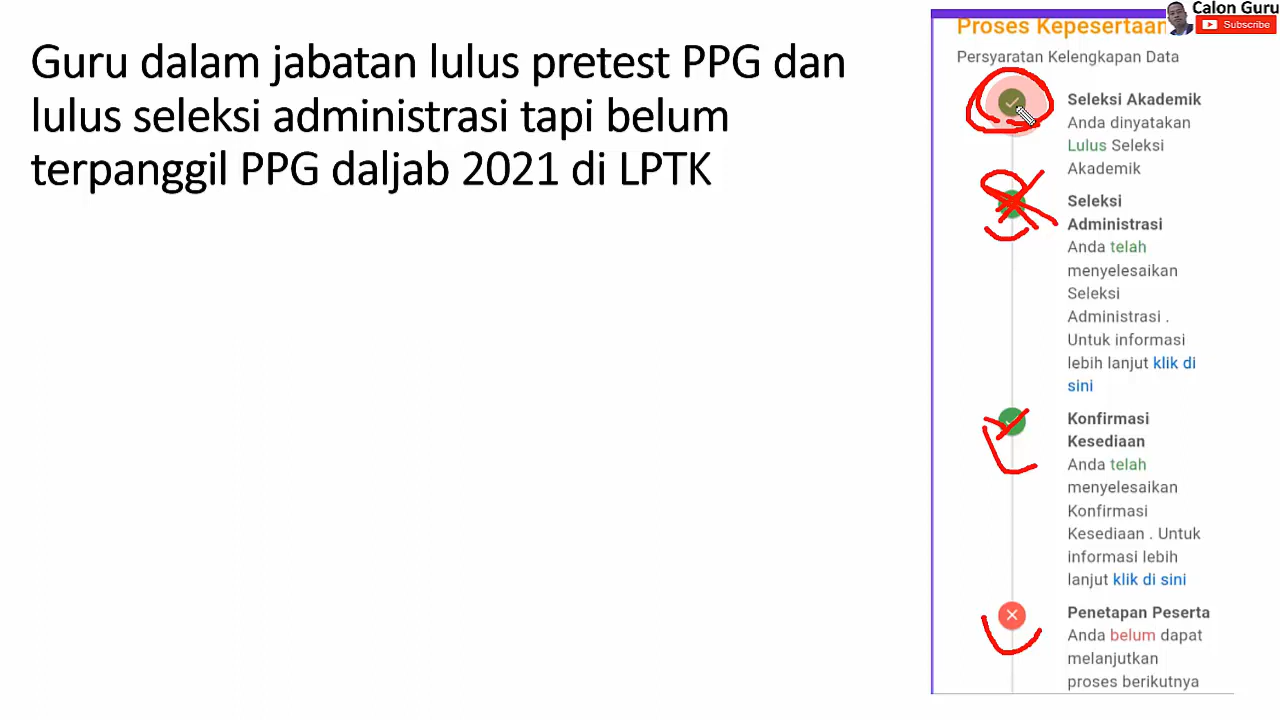 Guru dalam jabatan lulus pretest PPG dan
lulus seleksi administrasi tapi belum
terpanggil PPG daljab 2021 di LPTK
Calon Guru
Subscribe
Proses Kepesertaan
Persyaratan Kelengkapan Data
Seleksi Akademik
Anda dinyatakan
Lulus Seleksi
Akademik
Seleksi
Administrasi
Anda telah
menyelesaikan
Seleksi
Administrasi .
Untuk informasi
lebih lanjut klik di
sini
Konfirmasi
Kesediaan
Anda telah
menyelesaikan
Konfirmasi
Kesediaan . Untuk
informasi lebih
lanjut klik di sini
Penetapan Peserta
Anda belum dapat
melanjutkan
proses berikutnya